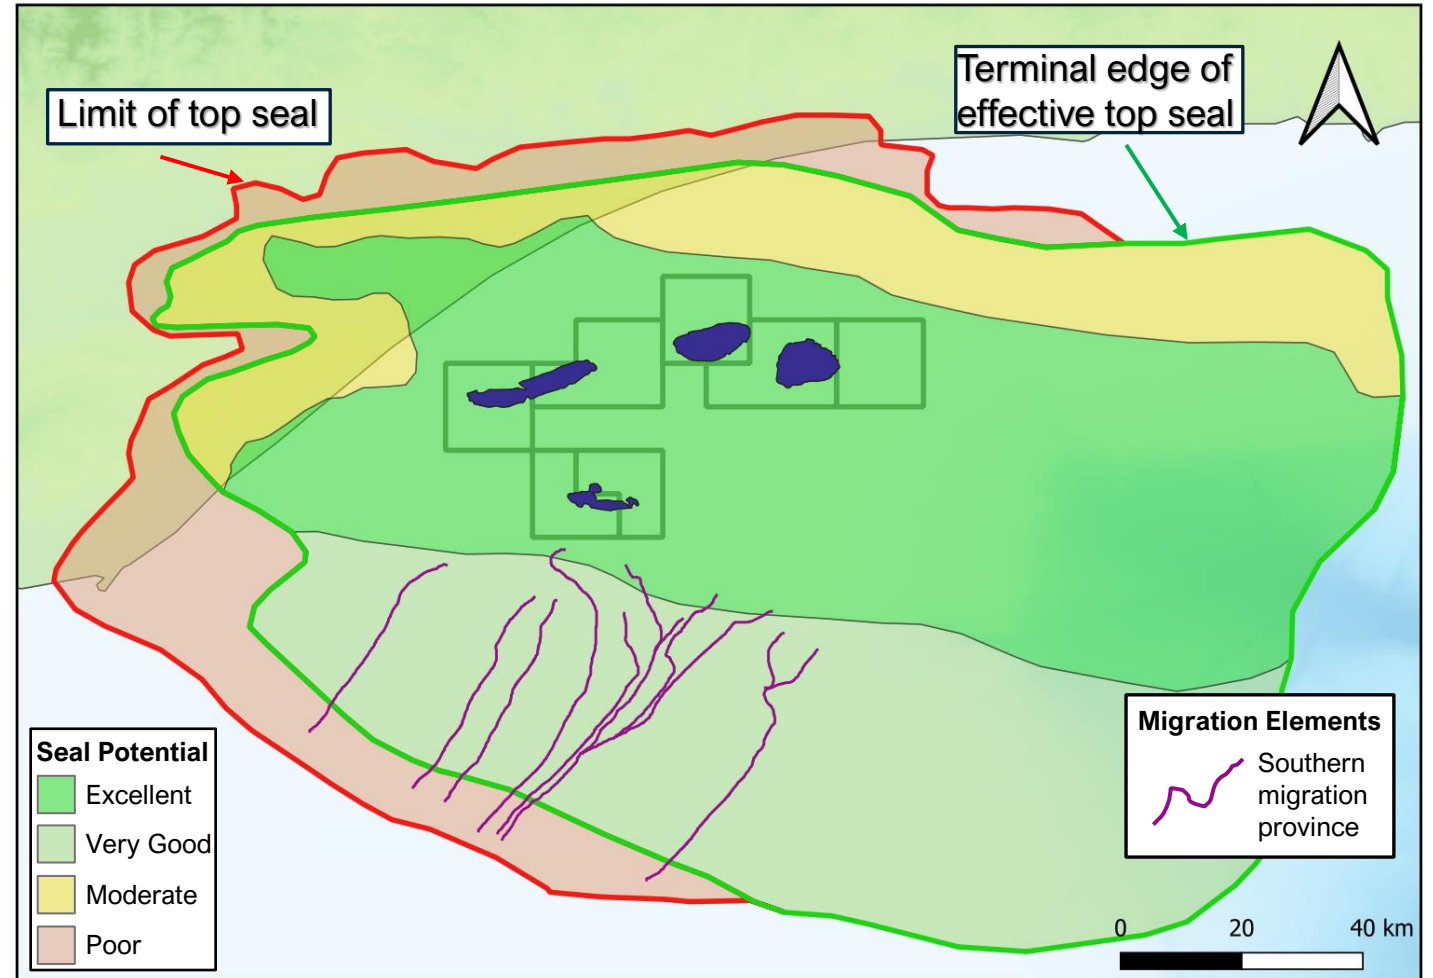 Limit of top seal
Terminal edge of
effective top seal
Seal Potential
Excellent
Very Good
Moderate
Poor
Migration Elements
Southern
migration
province
0 20 40 km